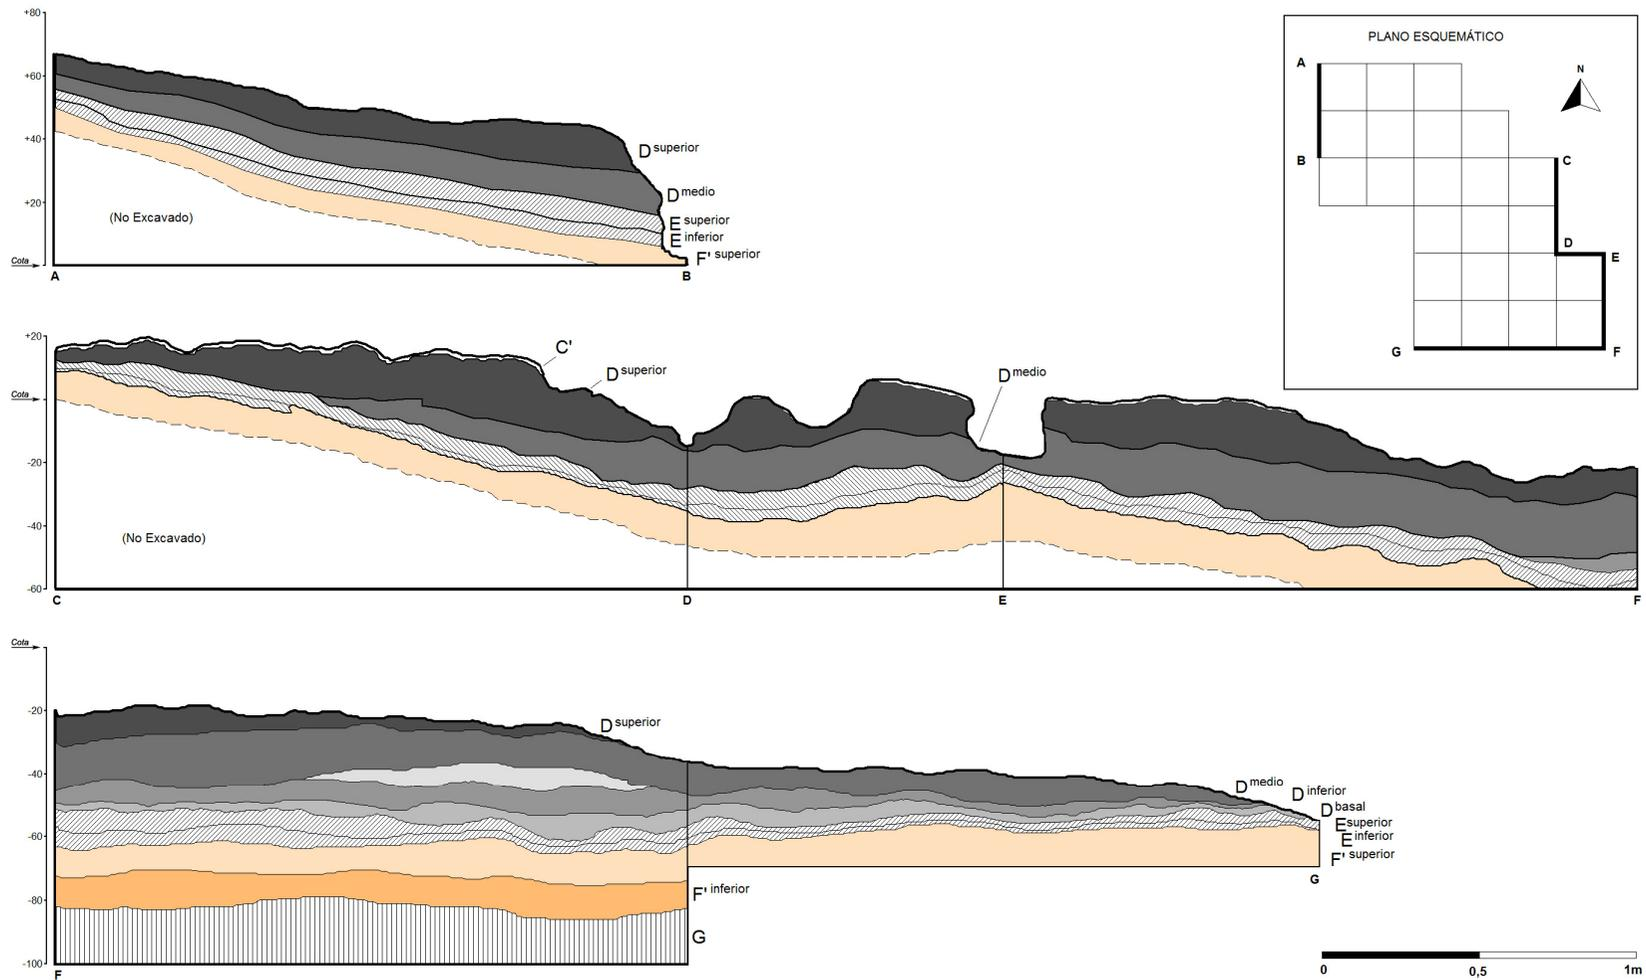 +80
+60
+40
+20
Cota
(No Excavado)
D superior
D medio
E superior
E inferior
F' superior
A
B
PLANO ESQUEMÁTICO
A
N
B
C
D
E
G
F
+20
Cota
-20
-40
-60
C'
D superior
D medio
(No Excavado)
C
D
E
F
Cota
-20
-40
-60
-80
-100
D superior
D medio
D inferior
D basal
E superior
E inferior
F' superior
G
F' inferior
G
F
0
0,5
1m